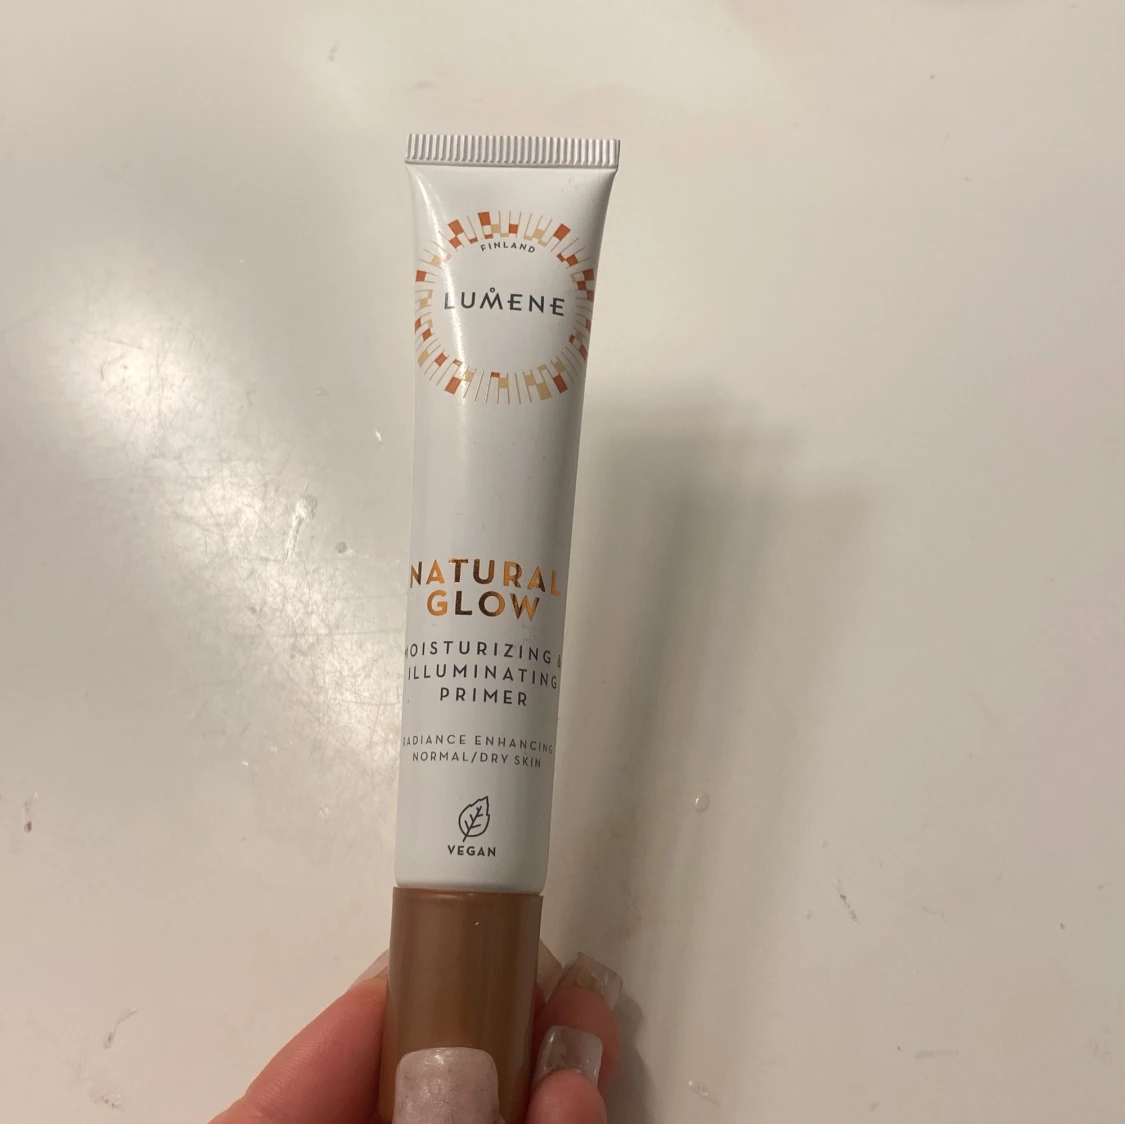 FINLAND
LUMENE
NATURAL
GLOW
MOISTURIZING &
ILLUMINATING
PRIMER
RADIANCE ENHANCING
NORMAL/DRY SKIN
VEGAN